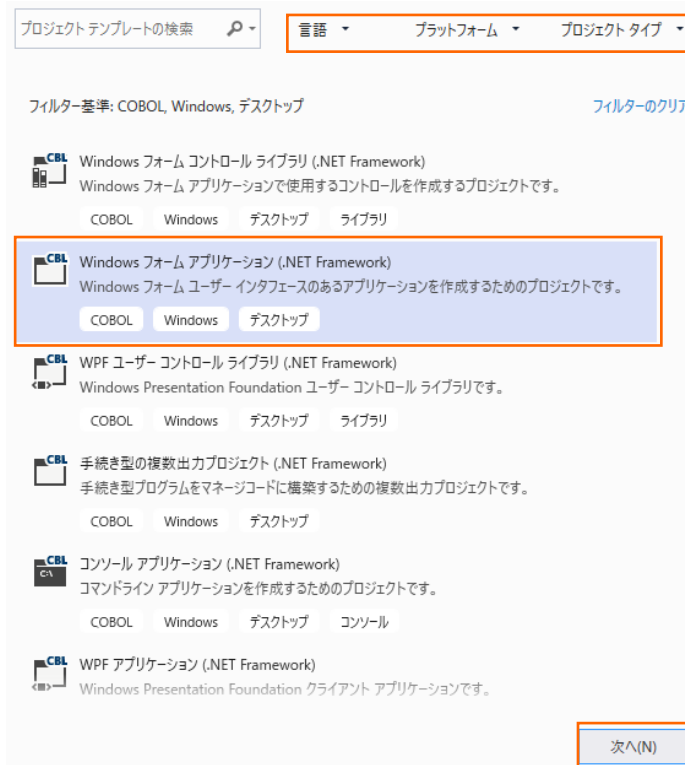 プロジェクト テンプレートの検索
言語 プラットフォーム プロジェクト タイプ
フィルター基準: COBOL, Windows, デスクトップ フィルターのクリア
CBL Windows フォーム コントロール ライブラリ (.NET Framework)
Windows フォーム アプリケーションで使用するコントロールを作成するプロジェクトです。
COBOL Windows デスクトップ ライブラリ
CBL Windows フォーム アプリケーション (.NET Framework)
Windows フォーム ユーザー インタフェースのあるアプリケーションを作成するためのプロジェクトです。
COBOL Windows デスクトップ
CBL WPF ユーザー コントロール ライブラリ (.NET Framework)
Windows Presentation Foundation ユーザー コントロール ライブラリです。
COBOL Windows デスクトップ ライブラリ
CBL 手続き型の複数出力プロジェクト (.NET Framework)
手続き型プログラムをマネージコードに構築するための複数出力プロジェクトです。
COBOL Windows デスクトップ
CBL コンソール アプリケーション (.NET Framework)
C:\ コマンドライン アプリケーションを作成するためのプロジェクトです。
COBOL Windows デスクトップ コンソール
CBL WPF アプリケーション (.NET Framework)
Windows Presentation Foundation クライアント アプリケーションです。
次へ(N)